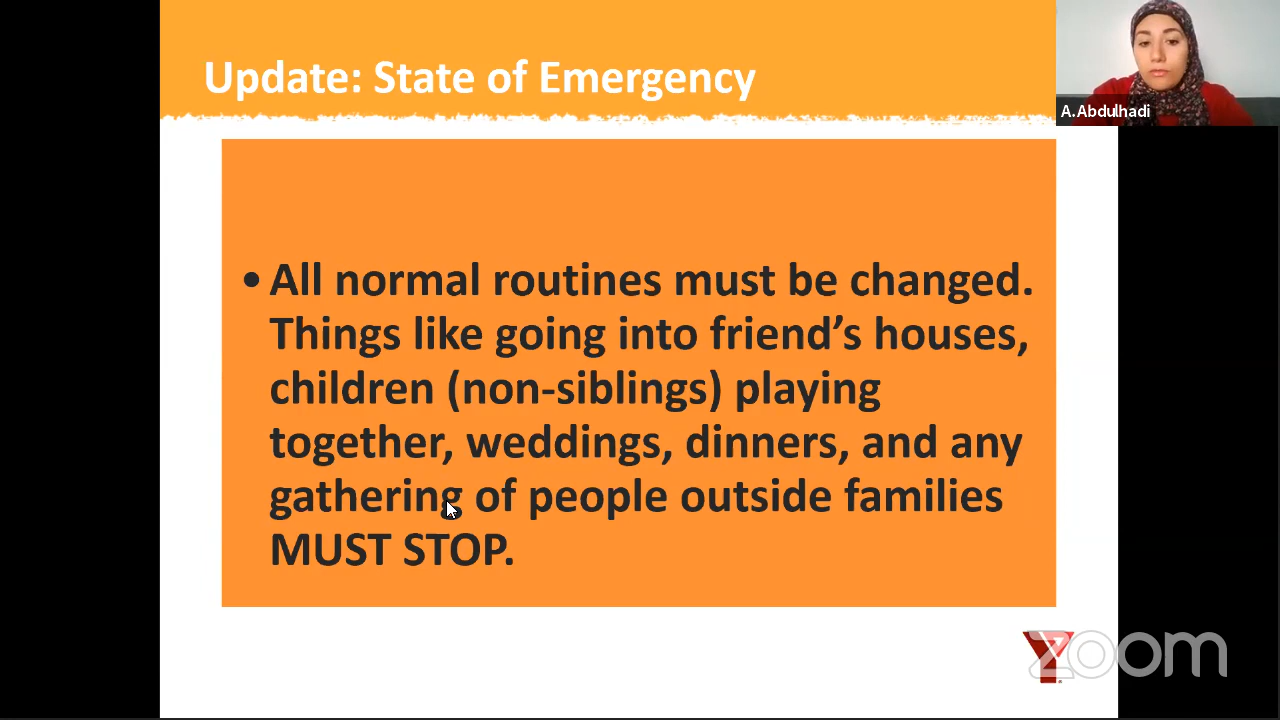 Update: State of Emergency
A.Abdulhadi
• All normal routines must be changed.
Things like going into friend’s houses,
children (non-siblings) playing
together, weddings, dinners, and any
gathering of people outside families
MUST STOP.
Y
zoom